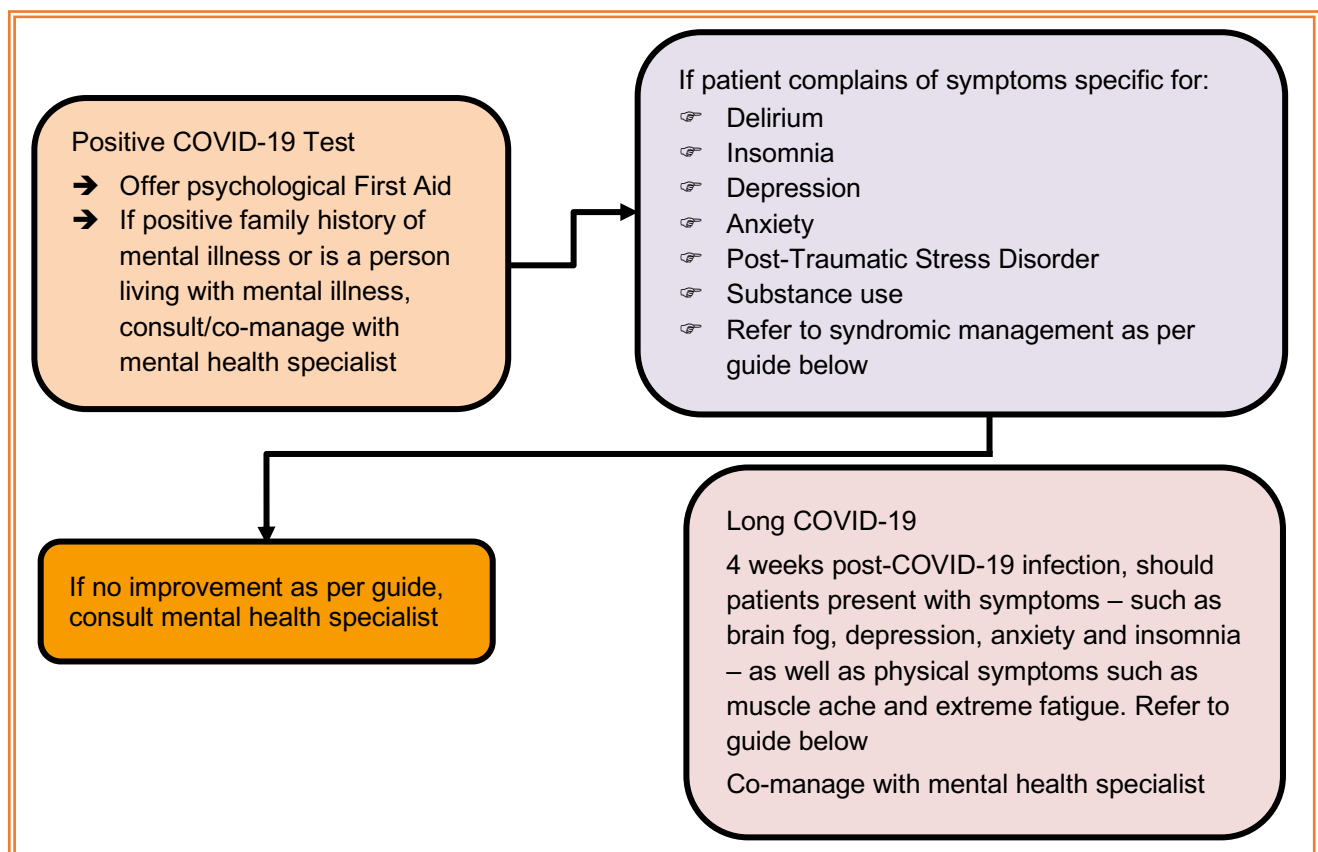 Positive COVID-19 Test
➔ Offer psychological First Aid
➔ If positive family history of
mental illness or is a person
living with mental illness,
consult/co-manage with
mental health specialist
If patient complains of symptoms specific for:
☞ Delirium
☞ Insomnia
☞ Depression
☞ Anxiety
☞ Post-Traumatic Stress Disorder
☞ Substance use
☞ Refer to syndromic management as per
guide below
If no improvement as per guide,
consult mental health specialist
Long COVID-19
4 weeks post-COVID-19 infection, should
patients present with symptoms – such as
brain fog, depression, anxiety and insomnia
– as well as physical symptoms such as
muscle ache and extreme fatigue. Refer to
guide below
Co-manage with mental health specialist